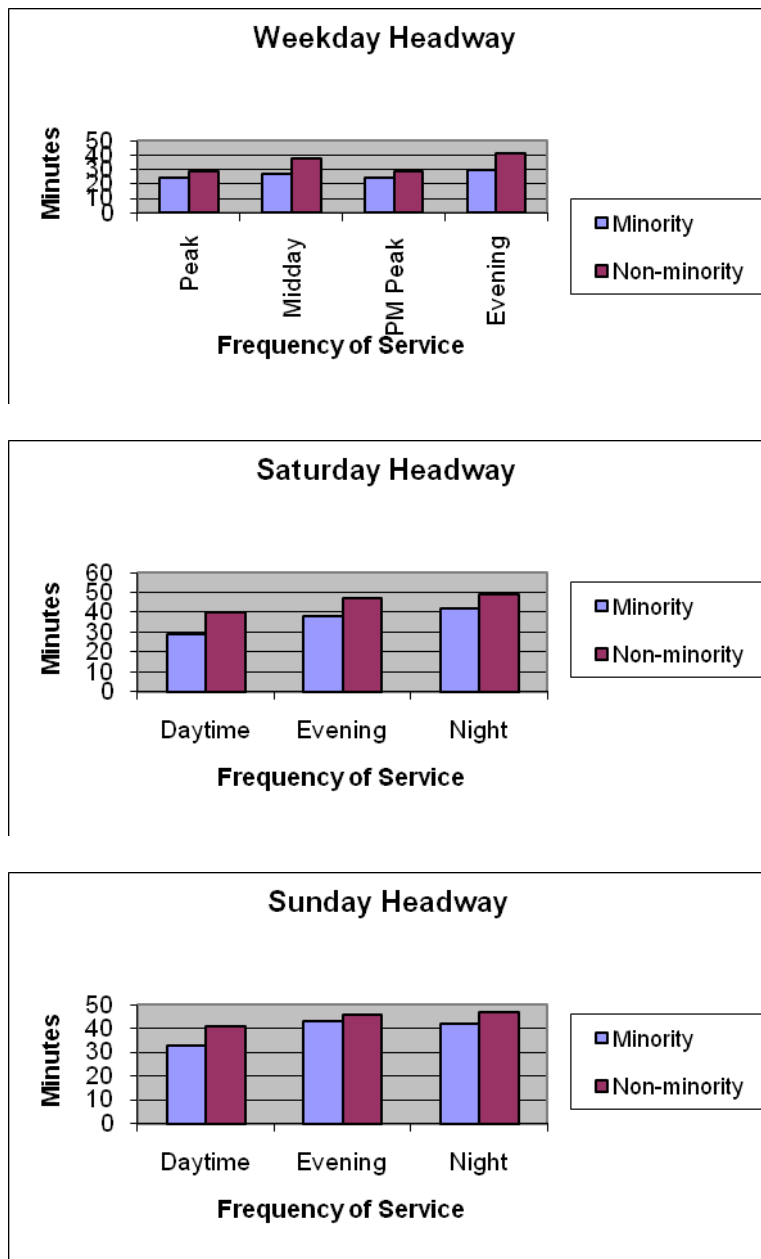 Weekday Headway
50
40
30
20
10
0
Minutes
Peak
Midday
PM Peak
Evening
Frequency of Service
Minority
Non-minority
Saturday Headway
60
50
40
30
20
10
0
Minutes
Daytime Evening Night
Frequency of Service
Minority
Non-minority
Sunday Headway
50
40
30
20
10
0
Minutes
Daytime Evening Night
Frequency of Service
Minority
Non-minority